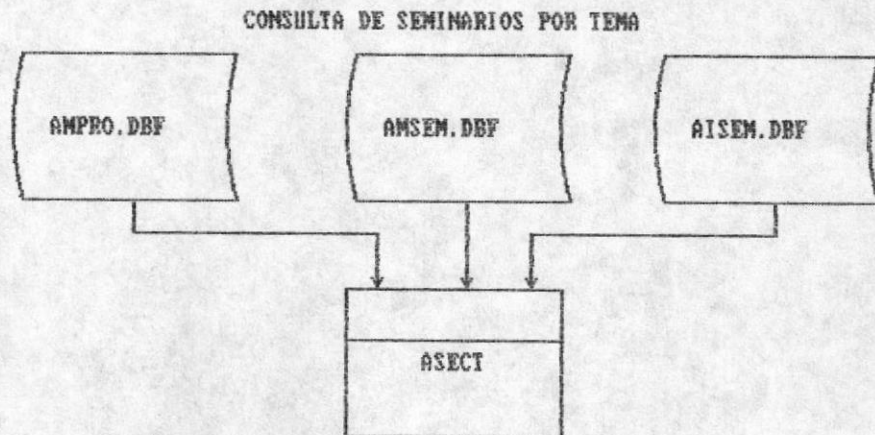 CONSULTA DE SEMINARIOS POR TEMA
AMPRO.DBF
AMSEM.DBF
AISEM.DBF
ASECT